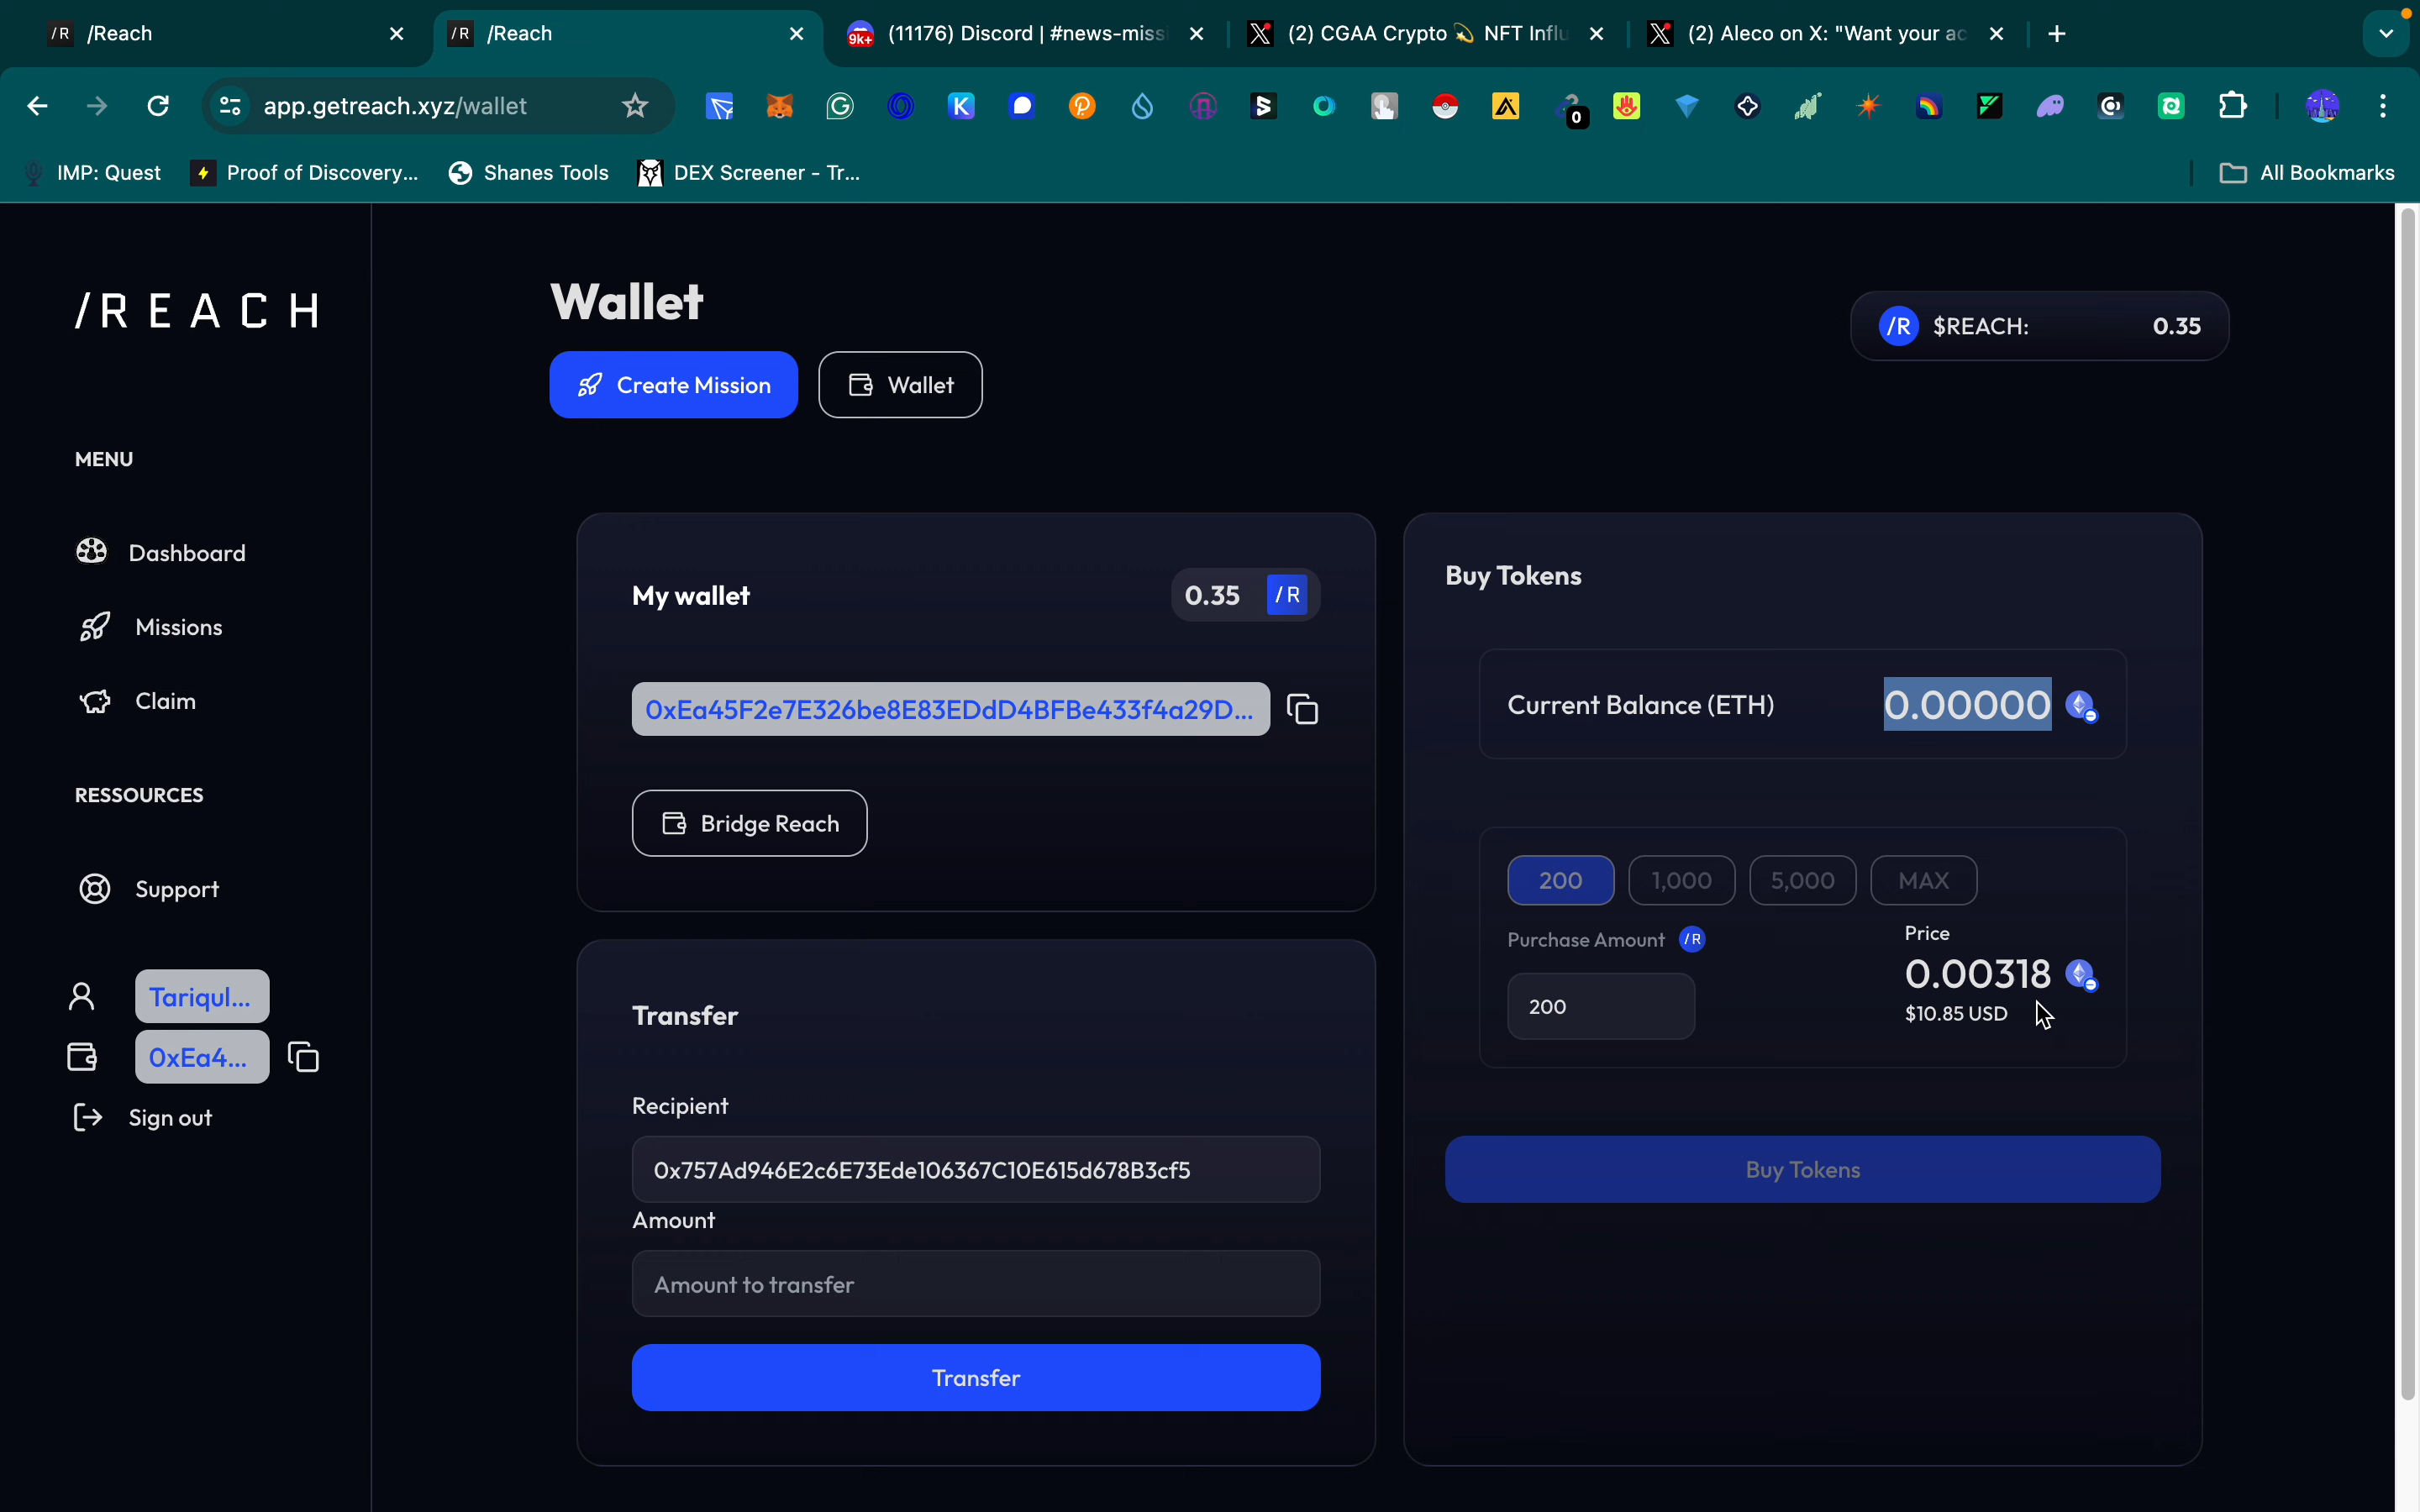 /R /Reach
/R /Reach
9k+ (11176) Discord | #news-miss
(2) CGAA Crypto 💫 NFT Influ
(2) Aleco on X: "Want your ac
app.getreach.xyz/wallet
0
IMP: Quest
Proof of Discovery...
Shanes Tools
DEX Screener - Tr...
All Bookmarks
/REACH
MENU
Dashboard
Missions
Claim
RESSOURCES
Support
Tariqul...
0xEa4...
Sign out
Wallet
Create Mission
Wallet
/R $REACH: 0.35
My wallet
0.35 /R
0xEa45F2e7E326be8E83EDdD4BFBe433f4a29D...
Bridge Reach
Transfer
Recipient
0x757Ad946E2c6E73Ede106367C10E615d678B3cf5
Amount
Amount to transfer
Transfer
Buy Tokens
Current Balance (ETH) 0.00000
200 1,000 5,000 MAX
Purchase Amount /R
200
Price
0.00318
$10.85 USD
Buy Tokens